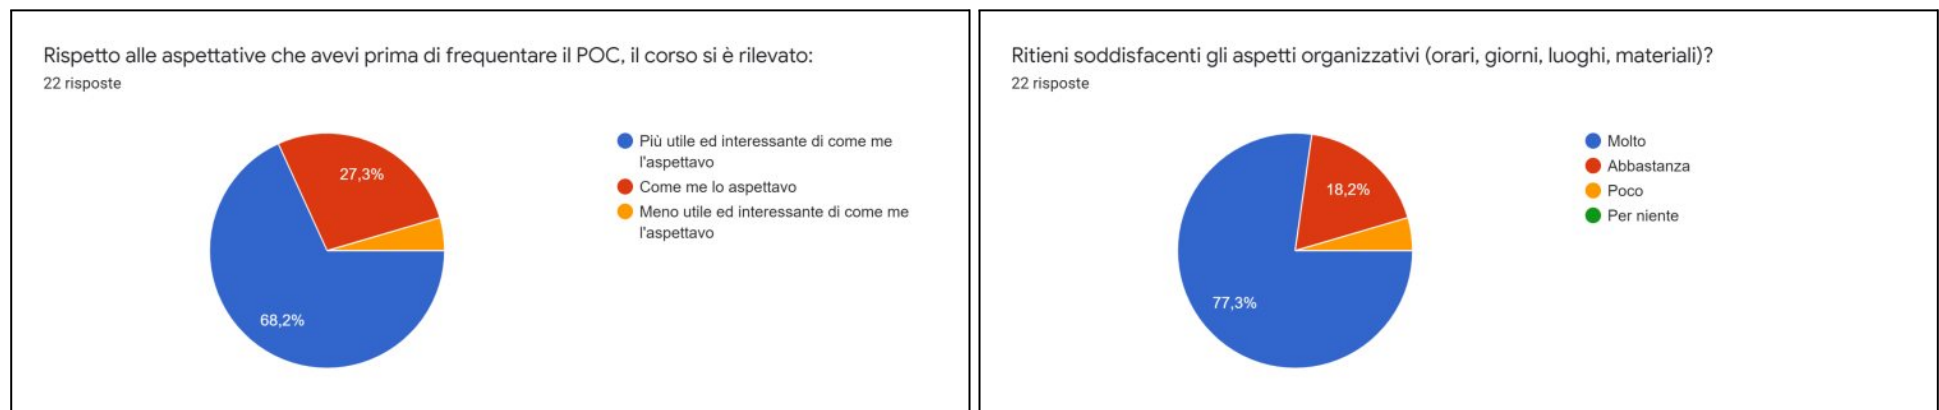 Rispetto alle aspettative che avevi prima di frequentare il POC, il corso si è rilevato:
22 risposte
27,3%
68,2%
Più utile ed interessante di come me
l'aspettavo
Come me lo aspettavo
Meno utile ed interessante di come me
l'aspettavo
Ritieni soddisfacenti gli aspetti organizzativi (orari, giorni, luoghi, materiali)?
22 risposte
18,2%
77,3%
Molto
Abbastanza
Poco
Per niente